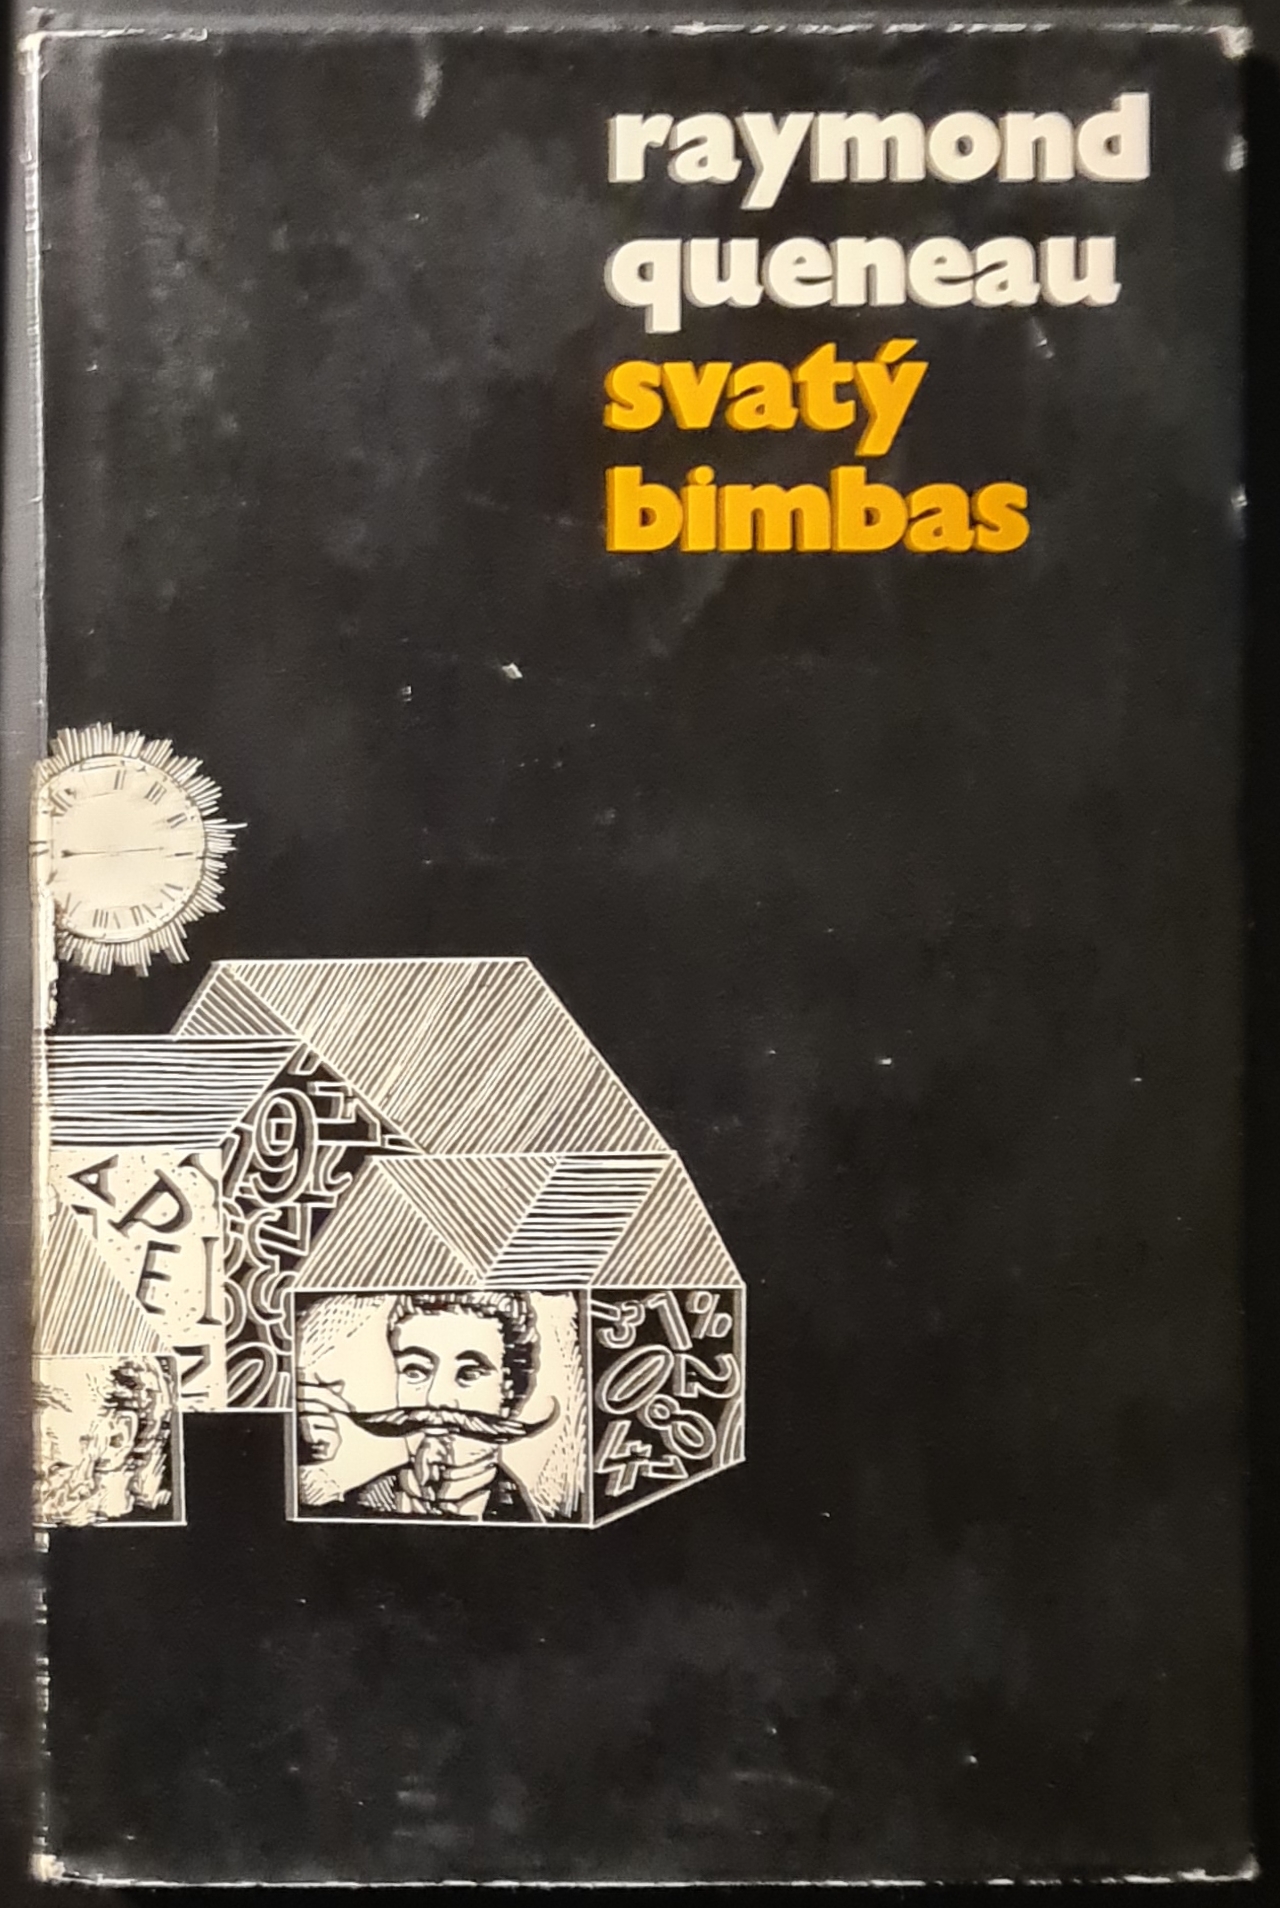 raymond
queneau
svatý
bimbas